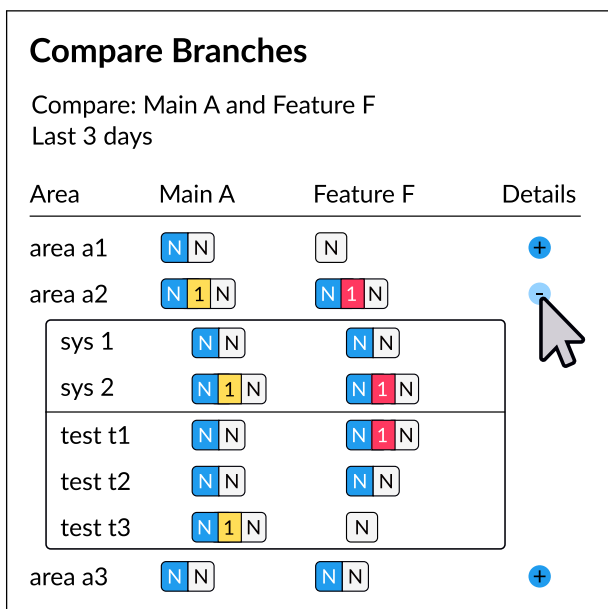 Compare Branches
Compare: Main A and Feature F
Last 3 days
Area Main A Feature F Details
area a1 N N N +
area a2 N 1 N N 1 N -
sys 1 N N N N
sys 2 N 1 N N 1 N
test t1 N N N 1 N
test t2 N N N N
test t3 N 1 N N
area a3 N N N N +